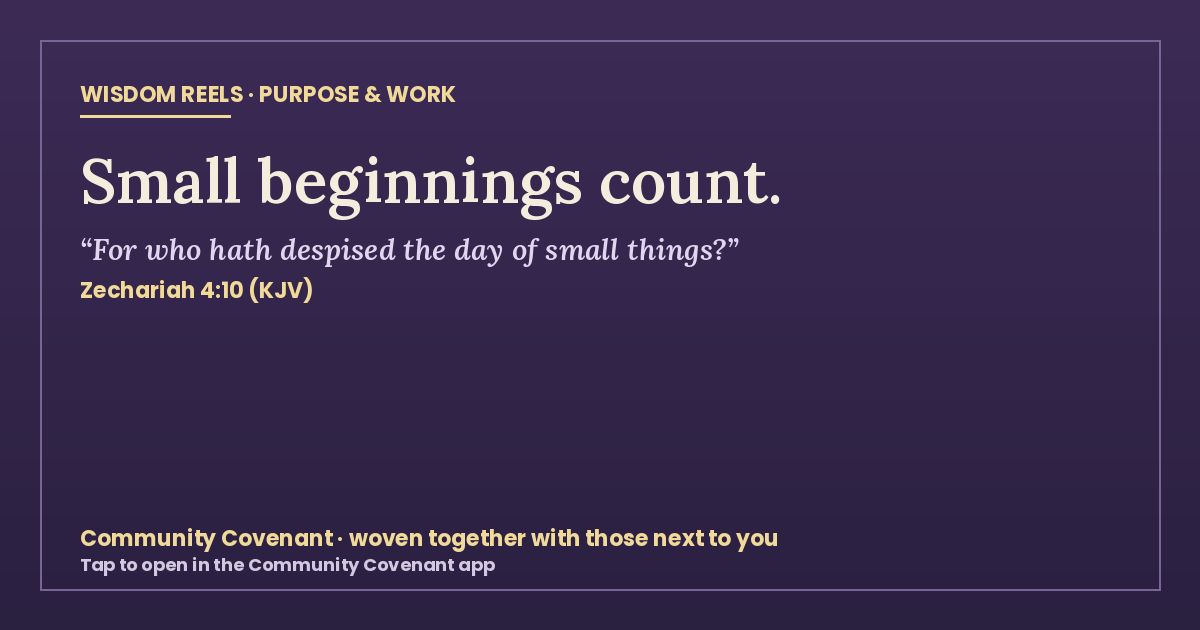 WISDOM REELS · PURPOSE & WORK
Small beginnings count.
“For who hath despised the day of small things?”
Zechariah 4:10 (KJV)
Community Covenant · woven together with those next to you
Tap to open in the Community Covenant app